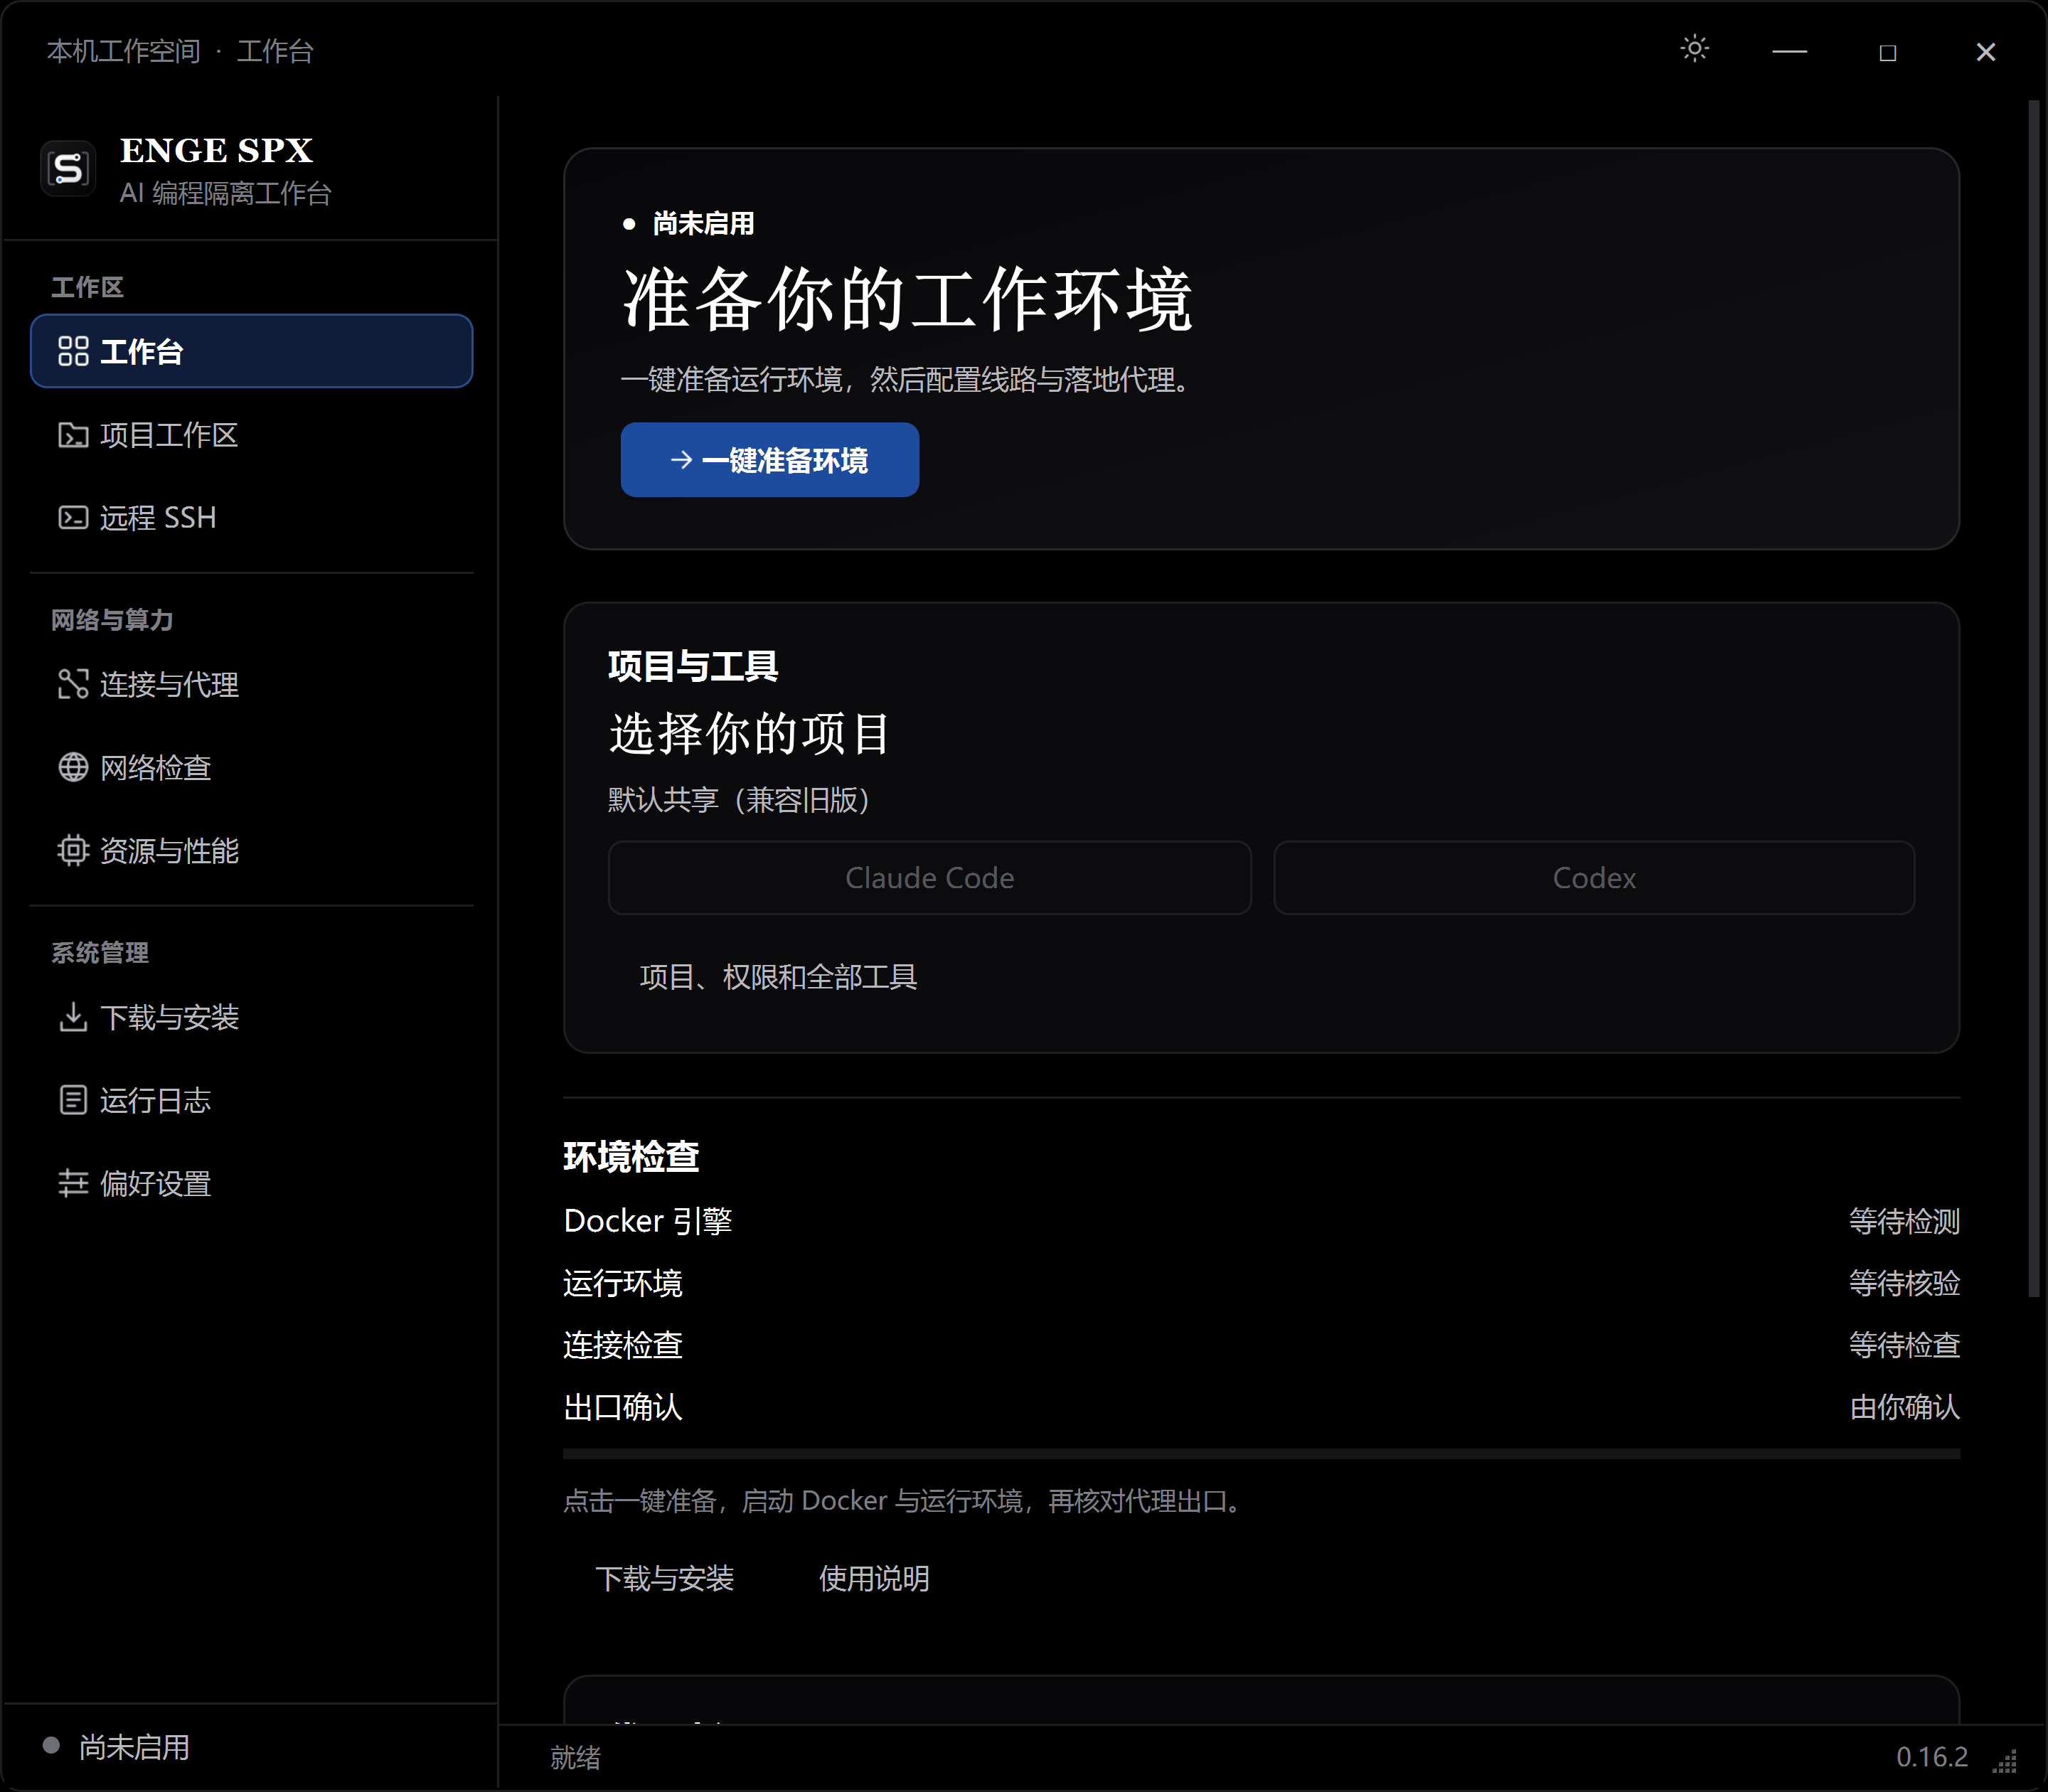 本机工作空间 · 工作台
ENGE SPX
AI 编程隔离工作台
工作区
工作台
项目工作区
远程 SSH
网络与算力
连接与代理
网络检查
资源与性能
系统管理
下载与安装
运行日志
偏好设置
尚未启用
尚未启用
准备你的工作环境
一键准备运行环境，然后配置线路与落地代理。
→ 一键准备环境
项目与工具
选择你的项目
默认共享（兼容旧版）
Claude Code
Codex
项目、权限和全部工具
环境检查
Docker 引擎 等待检测
运行环境 等待核验
连接检查 等待检查
出口确认 由你确认
点击一键准备，启动 Docker 与运行环境，再核对代理出口。
下载与安装 使用说明
就绪 0.16.2